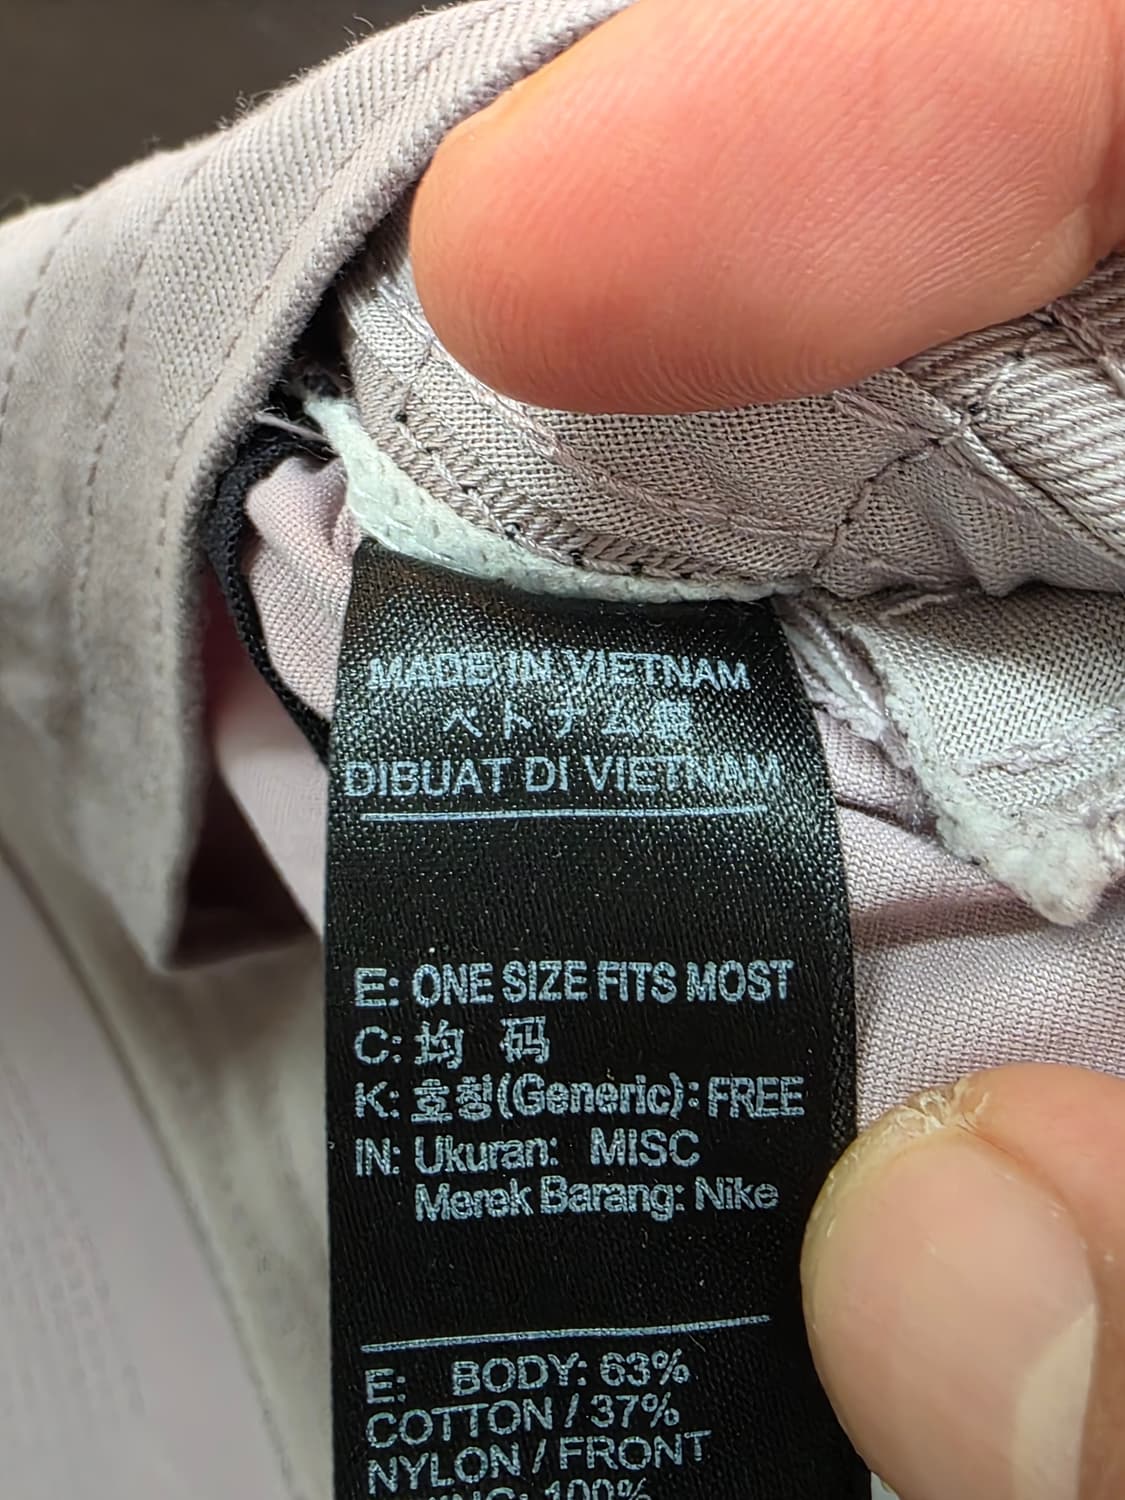 MADE IN VIETNAM
ベトナム製
DIBUAT DI VIETNAM
E: ONE SIZE FITS MOST
C: 均 码
K: 호칭(Generic): FREE
IN: Ukuran: MISC
Merek Barang: Nike
E: BODY: 63%
COTTON / 37%
NYLON / FRONT
100%